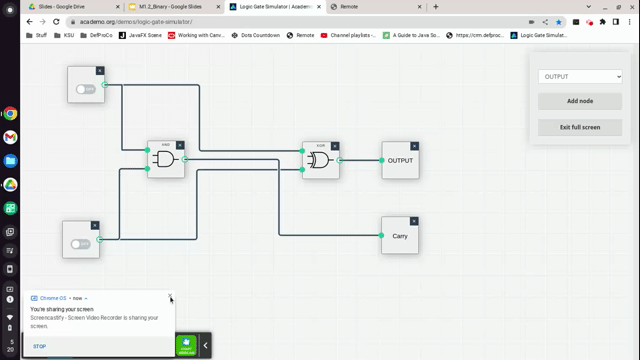 Slides - Google Drive
M1.2_Binary - Google Slides
Logic Gate Simulator | Academ
Remote
academo.org/demos/logic-gate-simulator/
Stuff
KSU
DefProCo
JavaFX Scene
Working with Canv...
Dots Countdown
Remote
Channel playlists -...
A Guide to Java S...
https://crm.defproc...
Logic Gate Simulat...
OFF
AND
XOR
OUTPUT
OFF
Carry
OUTPUT
Add node
Exit full screen
Chrome OS • now
You're sharing your screen
Screencastify - Screen Video Recorder is sharing your
screen.
STOP
5
20